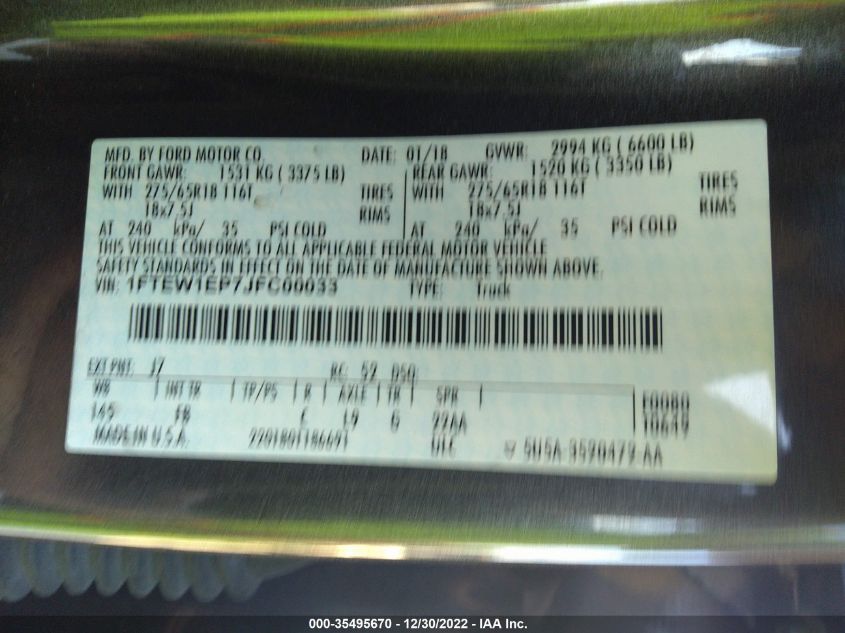 MFD. BY FORD MOTOR CO. DATE: 01/18 GVWR: 2994 KG ( 6600 LB)
FRONT GAWR: 1531 KG ( 3375 LB) REAR GAWR: 1520 KG ( 3350 LB)
WITH 275/65R18 116T TIRES WITH 275/65R18 116T TIRES
18x7.5J RIMS 18x7.5J RIMS
AT 240 kPa/ 35 PSI COLD AT 240 kPa/ 35 PSI COLD
THIS VEHICLE CONFORMS TO ALL APPLICABLE FEDERAL MOTOR VEHICLE
SAFETY STANDARDS IN EFFECT ON THE DATE OF MANUFACTURE SHOWN ABOVE.
VIN: 1FTEW1EP7JFC00033 TYPE: Truck
EXT PNT: J7 RC: 52 DSO:
WB INT TR TP/PS R AXLE TR SPR
145 FB L9 G 22AA
MADE IN U.S.A. UTC
000-35495670 - 12/30/2022 - IAA Inc.